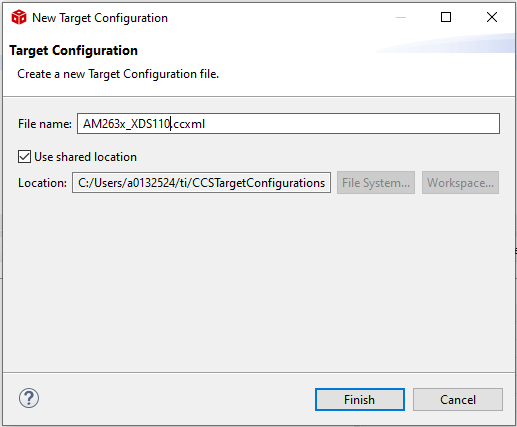 New Target Configuration
Target Configuration
Create a new Target Configuration file.
File name: AM263x_XDS110.ccxml
Use shared location
Location: C:/Users/a0132524/ti/CCSTargetConfigurations File System... Workspace...
? Finish Cancel